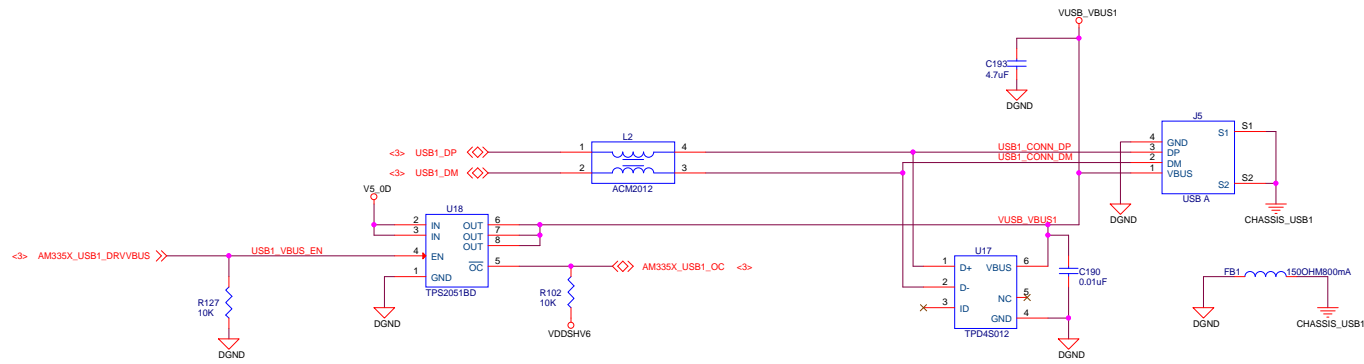 VUSB_VBUS1
C193
4.7uF
DGND
J5
L2
S1
S2
4 GND
3 DP
2 DM
1 VBUS
USB A
<3> USB1_DP
1
4
USB1_CONN_DP
<3> USB1_DM
2
3
USB1_CONN_DM
ACM2012
DGND
CHASSIS_USB1
V5_0D
U18
2 IN
3 IN
4 EN
1 GND
OUT 6
OUT 7
OUT 8
OC 5
TPS2051BD
VUSB_VBUS1
<3> AM335X_USB1_DRVVBUS
USB1_VBUS_EN
AM335X_USB1_OC <3>
R127
10K
DGND
DGND
R102
10K
VDDSHV6
U17
1 D+
2 D-
3 ID
VBUS 6
NC 5
GND 4
TPD4S012
C190
0.01uF
DGND
FB1
150OHM800mA
DGND
CHASSIS_USB1